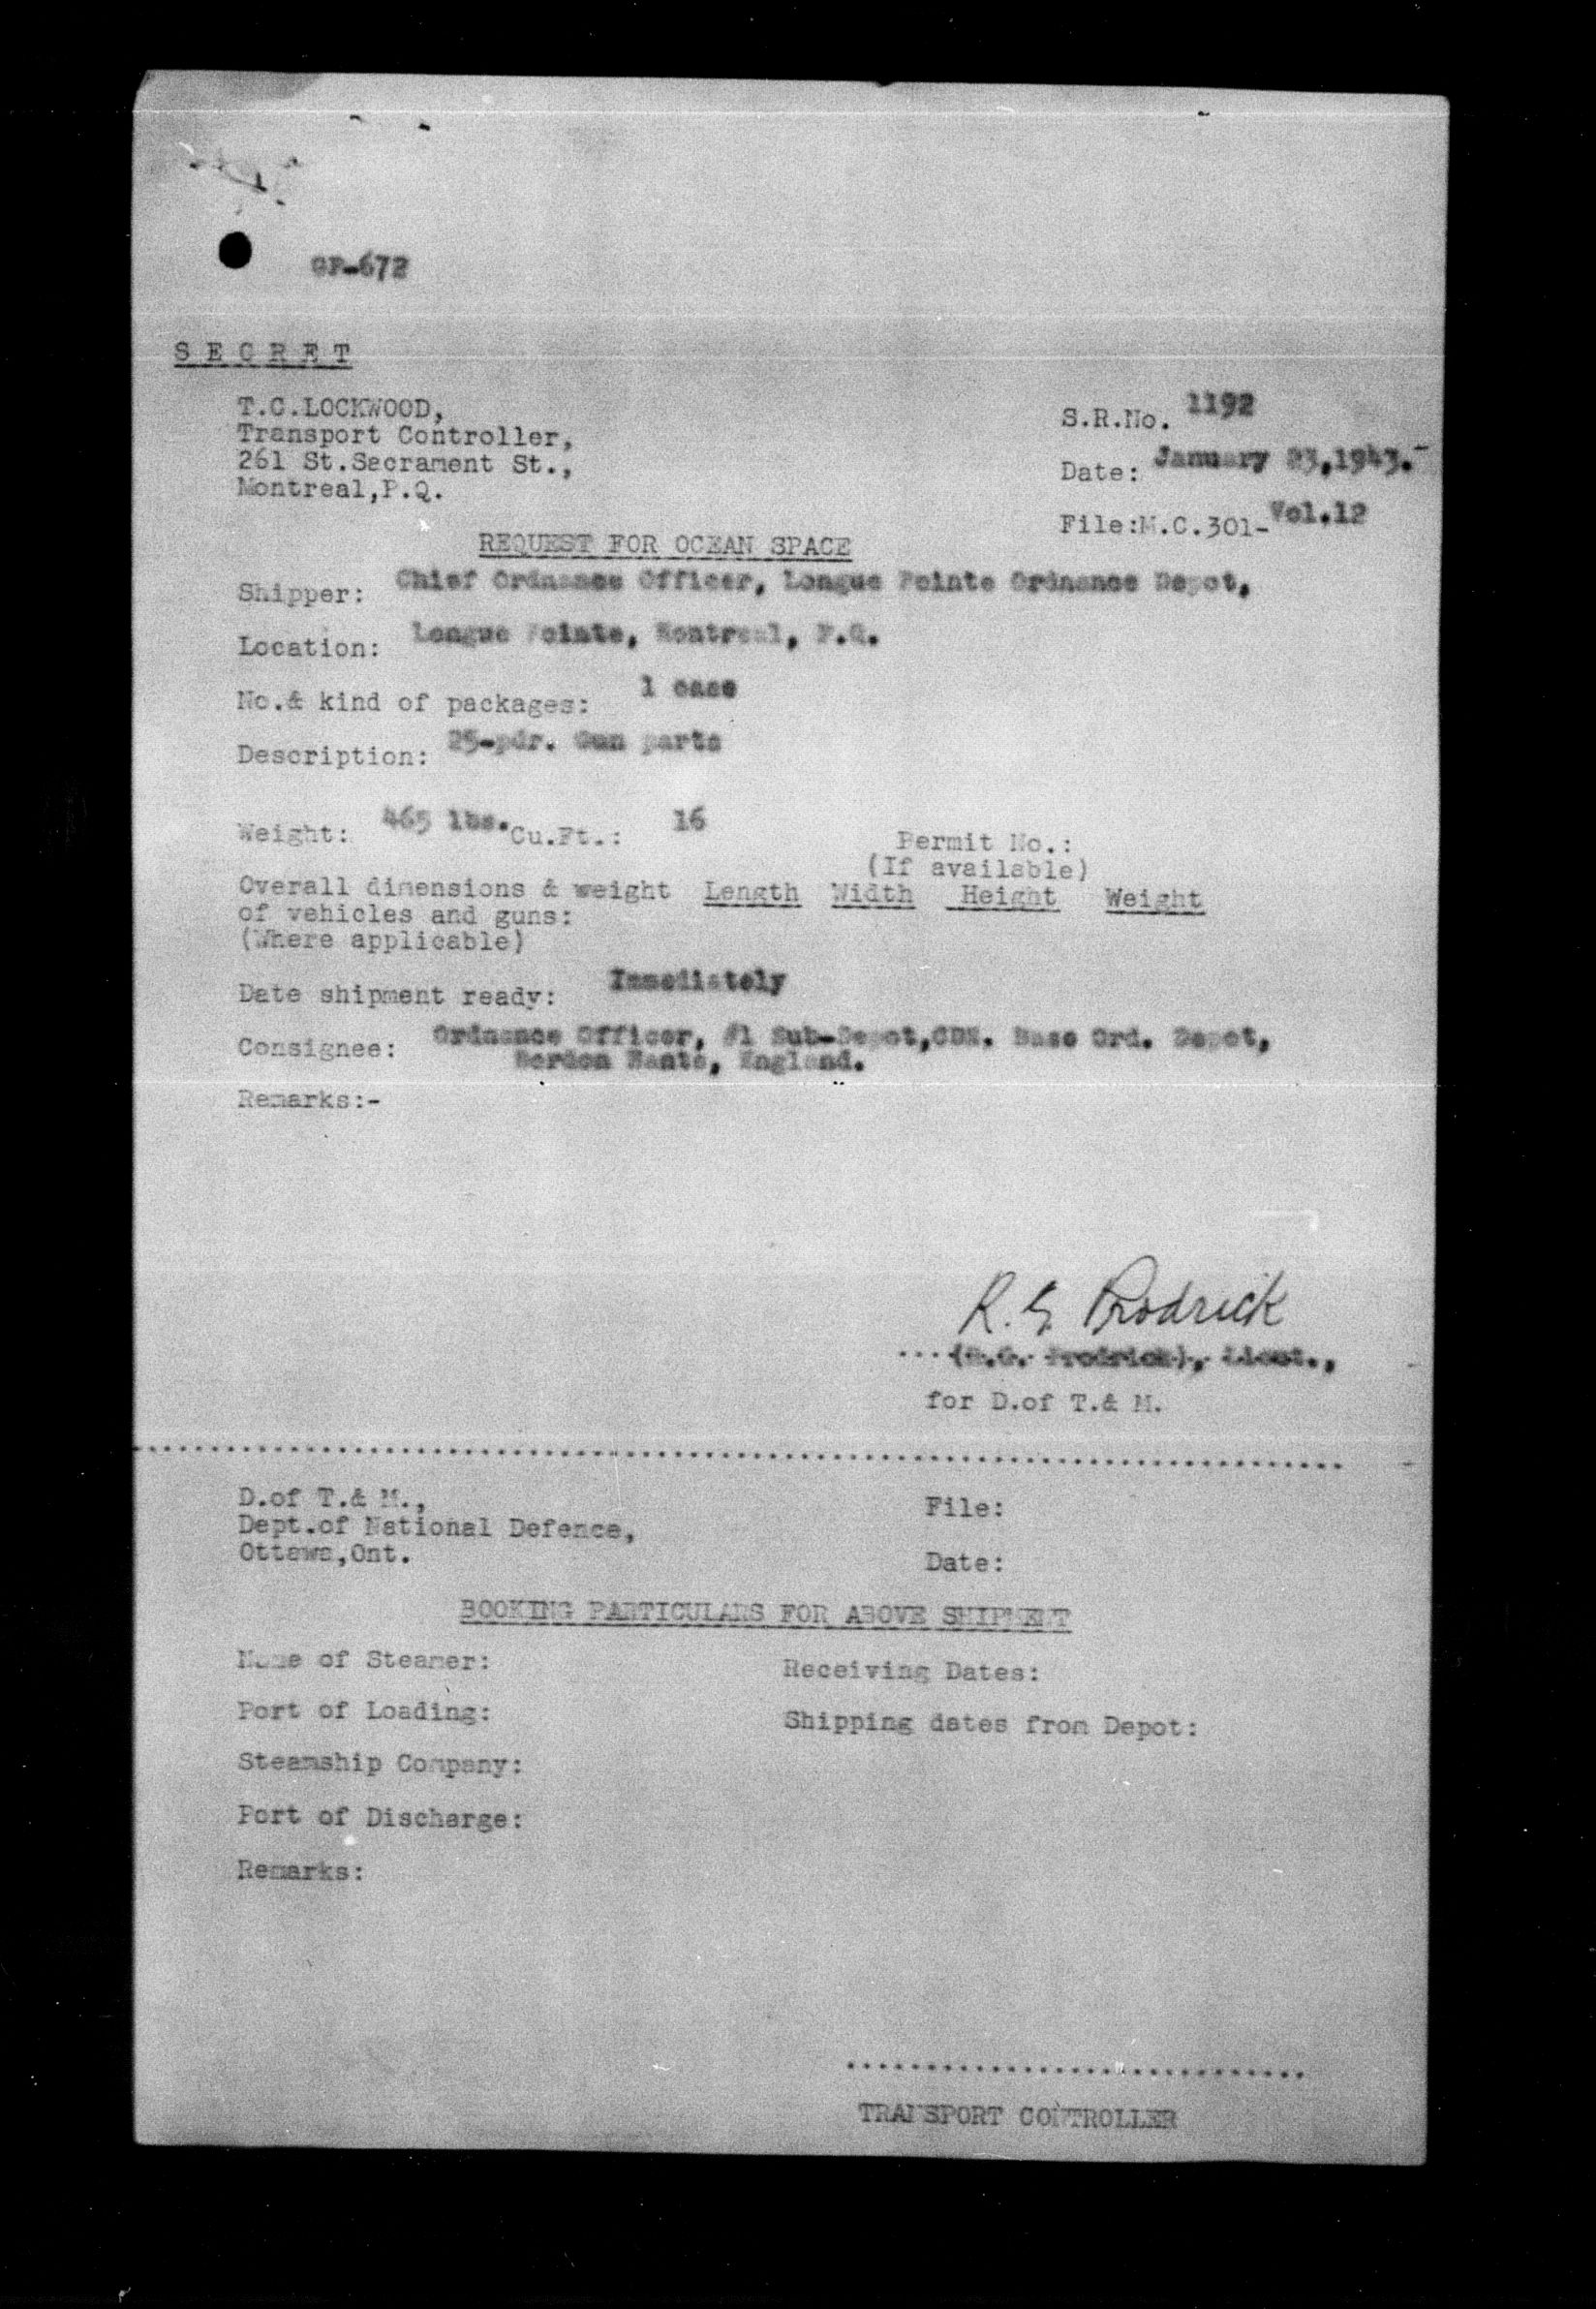 GF-672
SECRET
T.C.LOCKWOOD,
Transport Controller,
261 St.Sacrament St.,
Montreal,P.Q.
S.R.No. 1192
Date: January 23,1943.-
File:M.C.301-Vol.12
REQUEST FOR OCEAN SPACE
Shipper: Chief Ordnance Officer, Longue Pointe Ordnance Depot,
Location: Longue Pointe, Montreal, P.Q.
No.& kind of packages: 1 case
Description: 25-pdr. Gun parts
Weight: 465 lbs. Cu.Ft.: 16
Permit No.:
(If available)
Overall dimensions & weight Length Width Height Weight
of vehicles and guns:
(Where applicable)
Date shipment ready: Immediately
Consignee: Ordnance Officer, #1 Sub-Depot,CDN. Base Ord. Depot,
Bordon Hants, England.
Remarks:-
R. G. Prodrick
....(R.G. Prodrick), Lieut.,
for D.of T.& M.
D.of T.& M.,
Dept.of National Defence,
Ottawa,Ont.
File:
Date:
BOOKING PARTICULARS FOR ABOVE SHIPMENT
Name of Steamer:
Receiving Dates:
Port of Loading:
Shipping dates from Depot:
Steamship Company:
Port of Discharge:
Remarks:
TRANSPORT CONTROLLER